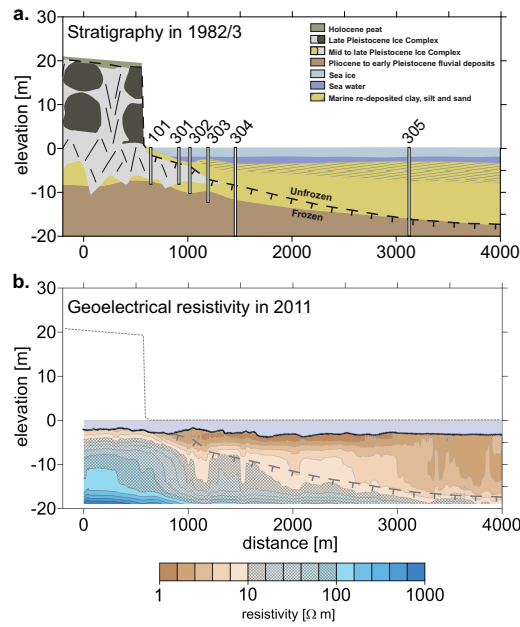 a.
Stratigraphy in 1982/3
30
20
10
0
-10
-20
elevation [m]
Holocene peat
Late Pleistocene Ice Complex
Mid to late Pleistocene Ice Complex
Pliocene to early Pleistocene fluvial deposits
Sea ice
Sea water
Marine re-deposited clay, silt and sand
101
301
302
303
304
305
Unfrozen
Frozen
0 1000 2000 3000 4000
b.
Geoelectrical resistivity in 2011
30
20
10
0
-10
-20
elevation [m]
0 1000 2000 3000 4000
distance [m]
1 10 100 1000
resistivity [Ω m]